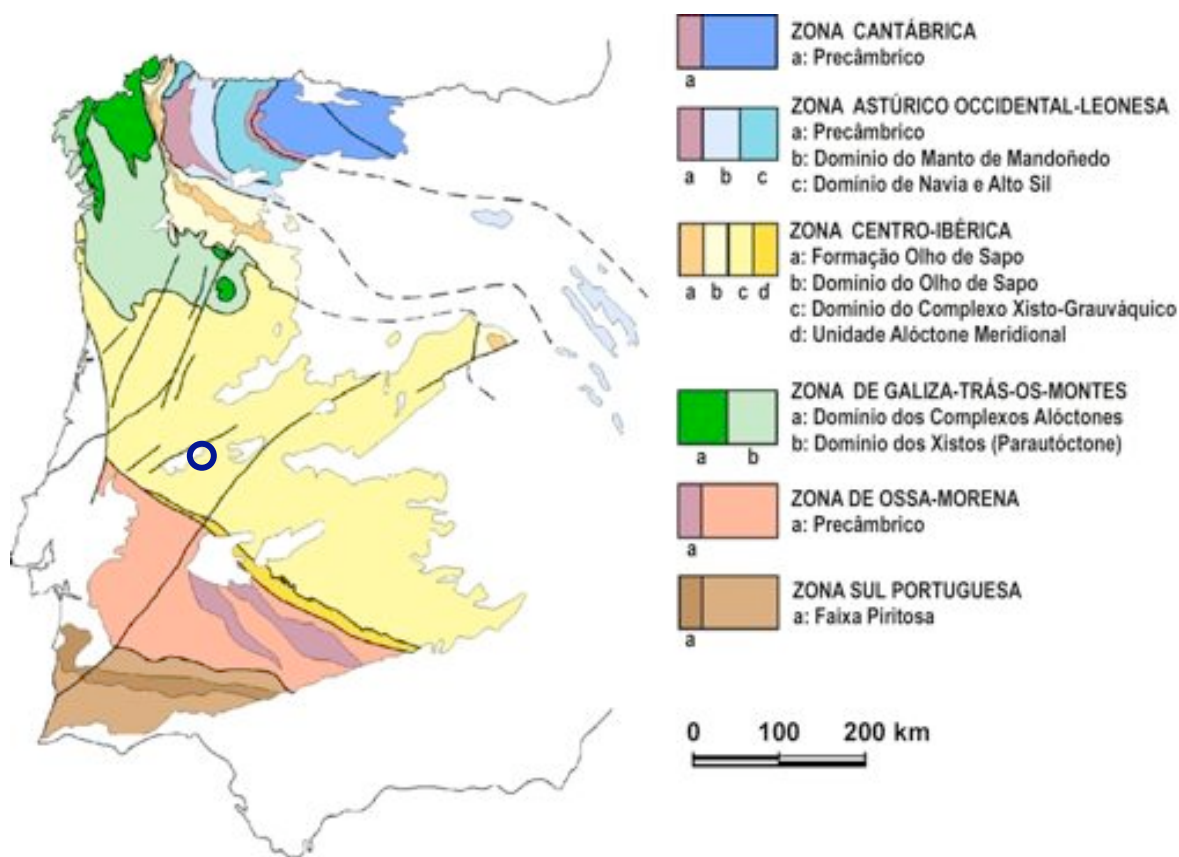 ZONA CANTÁBRICA
a: Precâmbrico
a
ZONA ASTÚRICO OCCIDENTAL-LEONESA
a: Precâmbrico
b: Domínio do Manto de Mandoñedo
c: Domínio de Navia e Alto Sil
a b c
ZONA CENTRO-IBÉRICA
a: Formação Olho de Sapo
b: Domínio do Olho de Sapo
c: Domínio do Complexo Xisto-Grauváquico
d: Unidade Alóctone Meridional
a b c d
ZONA DE GALIZA-TRÁS-OS-MONTES
a: Domínio dos Complexos Alóctones
b: Domínio dos Xistos (Parautóctone)
a b
ZONA DE OSSA-MORENA
a: Precâmbrico
a
ZONA SUL PORTUGUESA
a: Faixa Piritosa
a
0 100 200 km